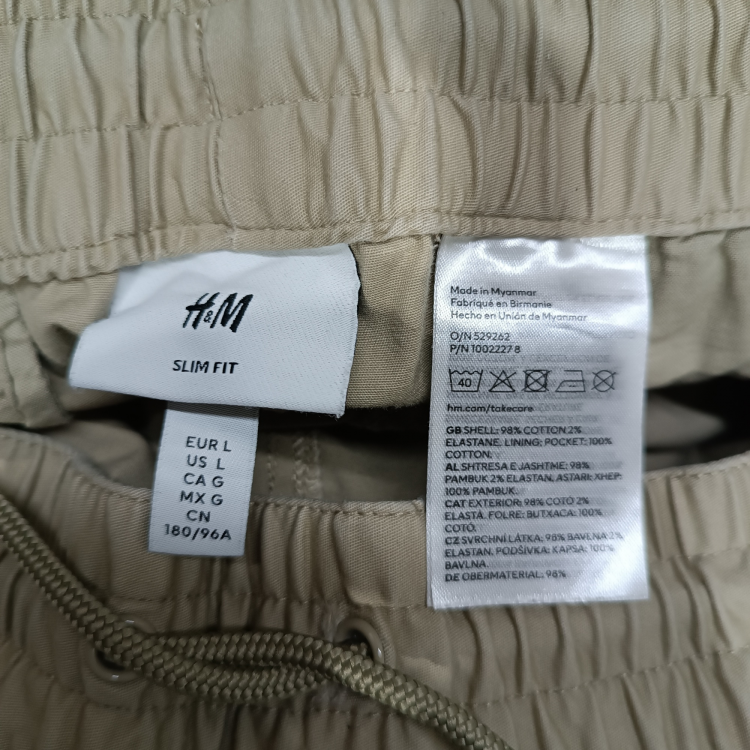 H&M
SLIM FIT
EUR L
US L
CA G
MX G
CN
180/96A
Made in Myanmar
Fabriqué en Birmanie
Hecho en Unión de Myanmar
O/N 529262
P/N 10022278
40
hm.com/takecare
GB SHELL: 98% COTTON 2%
ELASTANE. LINING; POCKET: 100%
COTTON.
AL SHTRESA E JASHTME: 98%
PAMBUK 2% ELASTAN. ASTARI; XHEP:
100% PAMBUK.
CAT EXTERIOR: 98% COTÓ 2%
ELASTÀ. FOLRE; BUTXACA: 100%
COTÓ.
CZ SVRCHNÍ LÁTKA: 98% BAVLNA 2%
ELASTAN. PODŠÍVKA; KAPSA: 100%
BAVLNA.
DE OBERMATERIAL: 98%